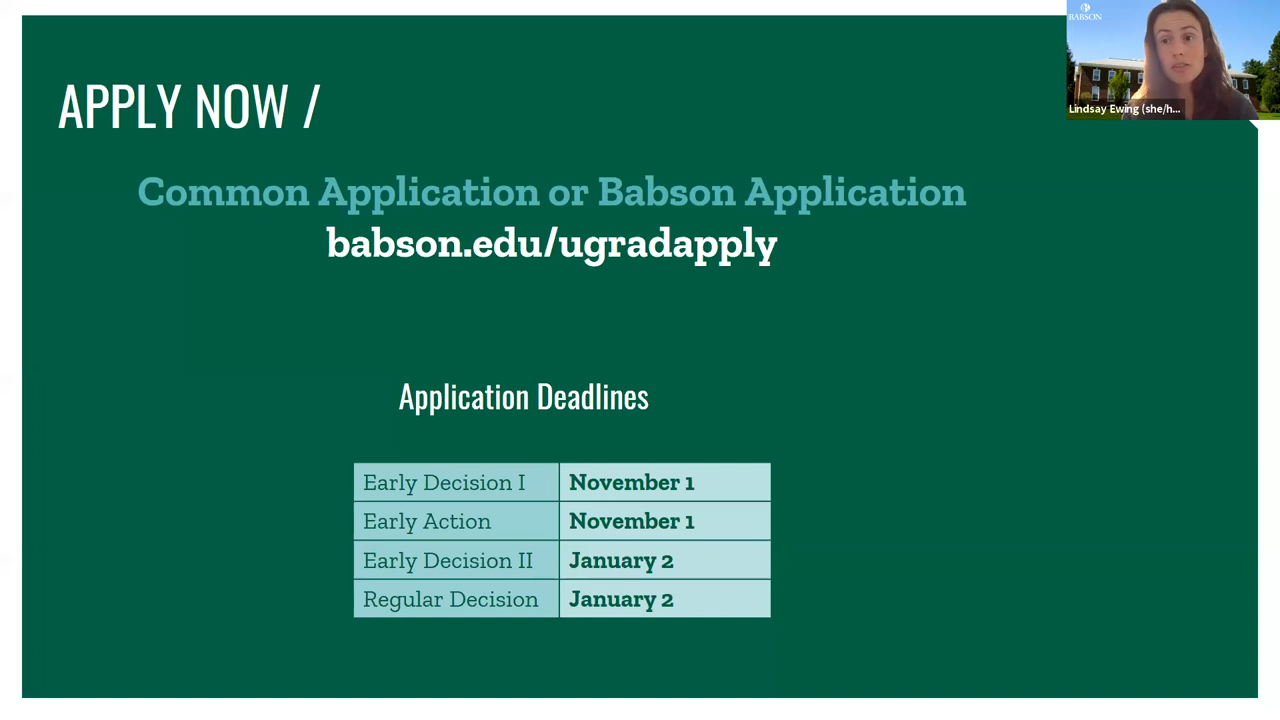 BABSON
APPLY NOW /
Lindsay Ewing (she/h...
Common Application or Babson Application
babson.edu/ugradapply
Application Deadlines
Early Decision I November 1
Early Action November 1
Early Decision II January 2
Regular Decision January 2